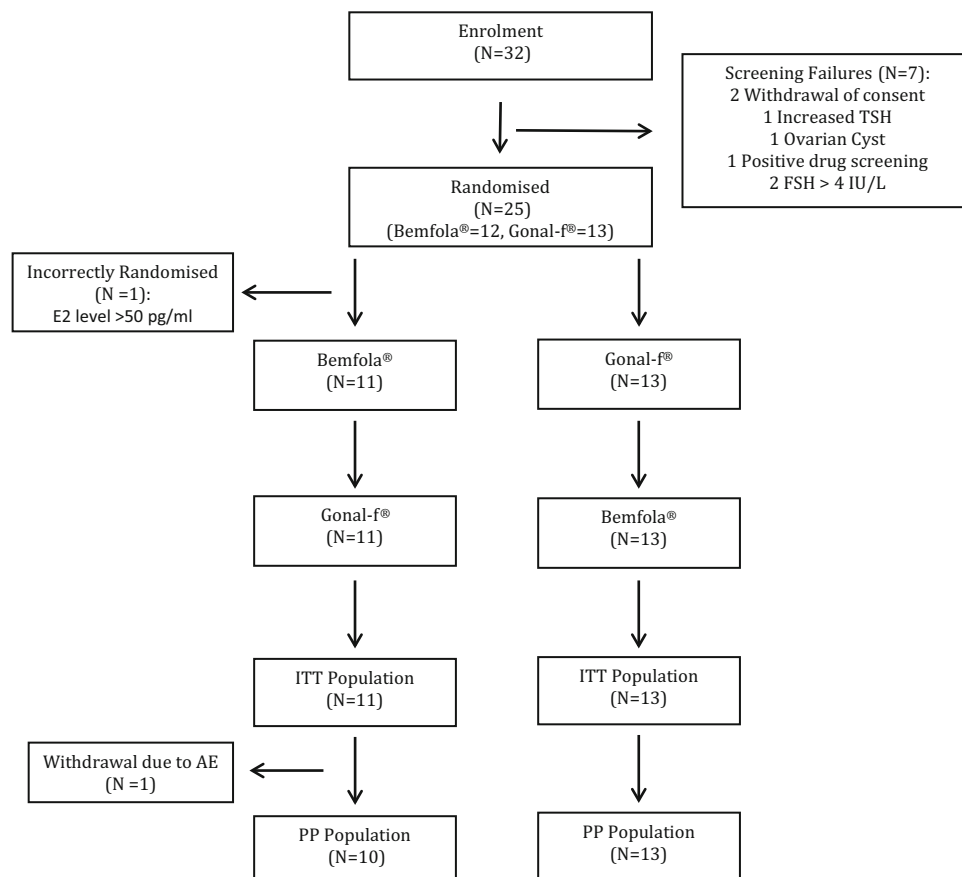 Enrolment
(N=32)
Screening Failures (N=7):
2 Withdrawal of consent
1 Increased TSH
1 Ovarian Cyst
1 Positive drug screening
2 FSH > 4 IU/L
Randomised
(N=25)
(Bemfola®=12, Gonal-f®=13)
Incorrectly Randomised
(N =1):
E2 level >50 pg/ml
Bemfola®
(N=11)
Gonal-f®
(N=13)
Gonal-f®
(N=11)
Bemfola®
(N=13)
ITT Population
(N=11)
ITT Population
(N=13)
Withdrawal due to AE
(N =1)
PP Population
(N=10)
PP Population
(N=13)